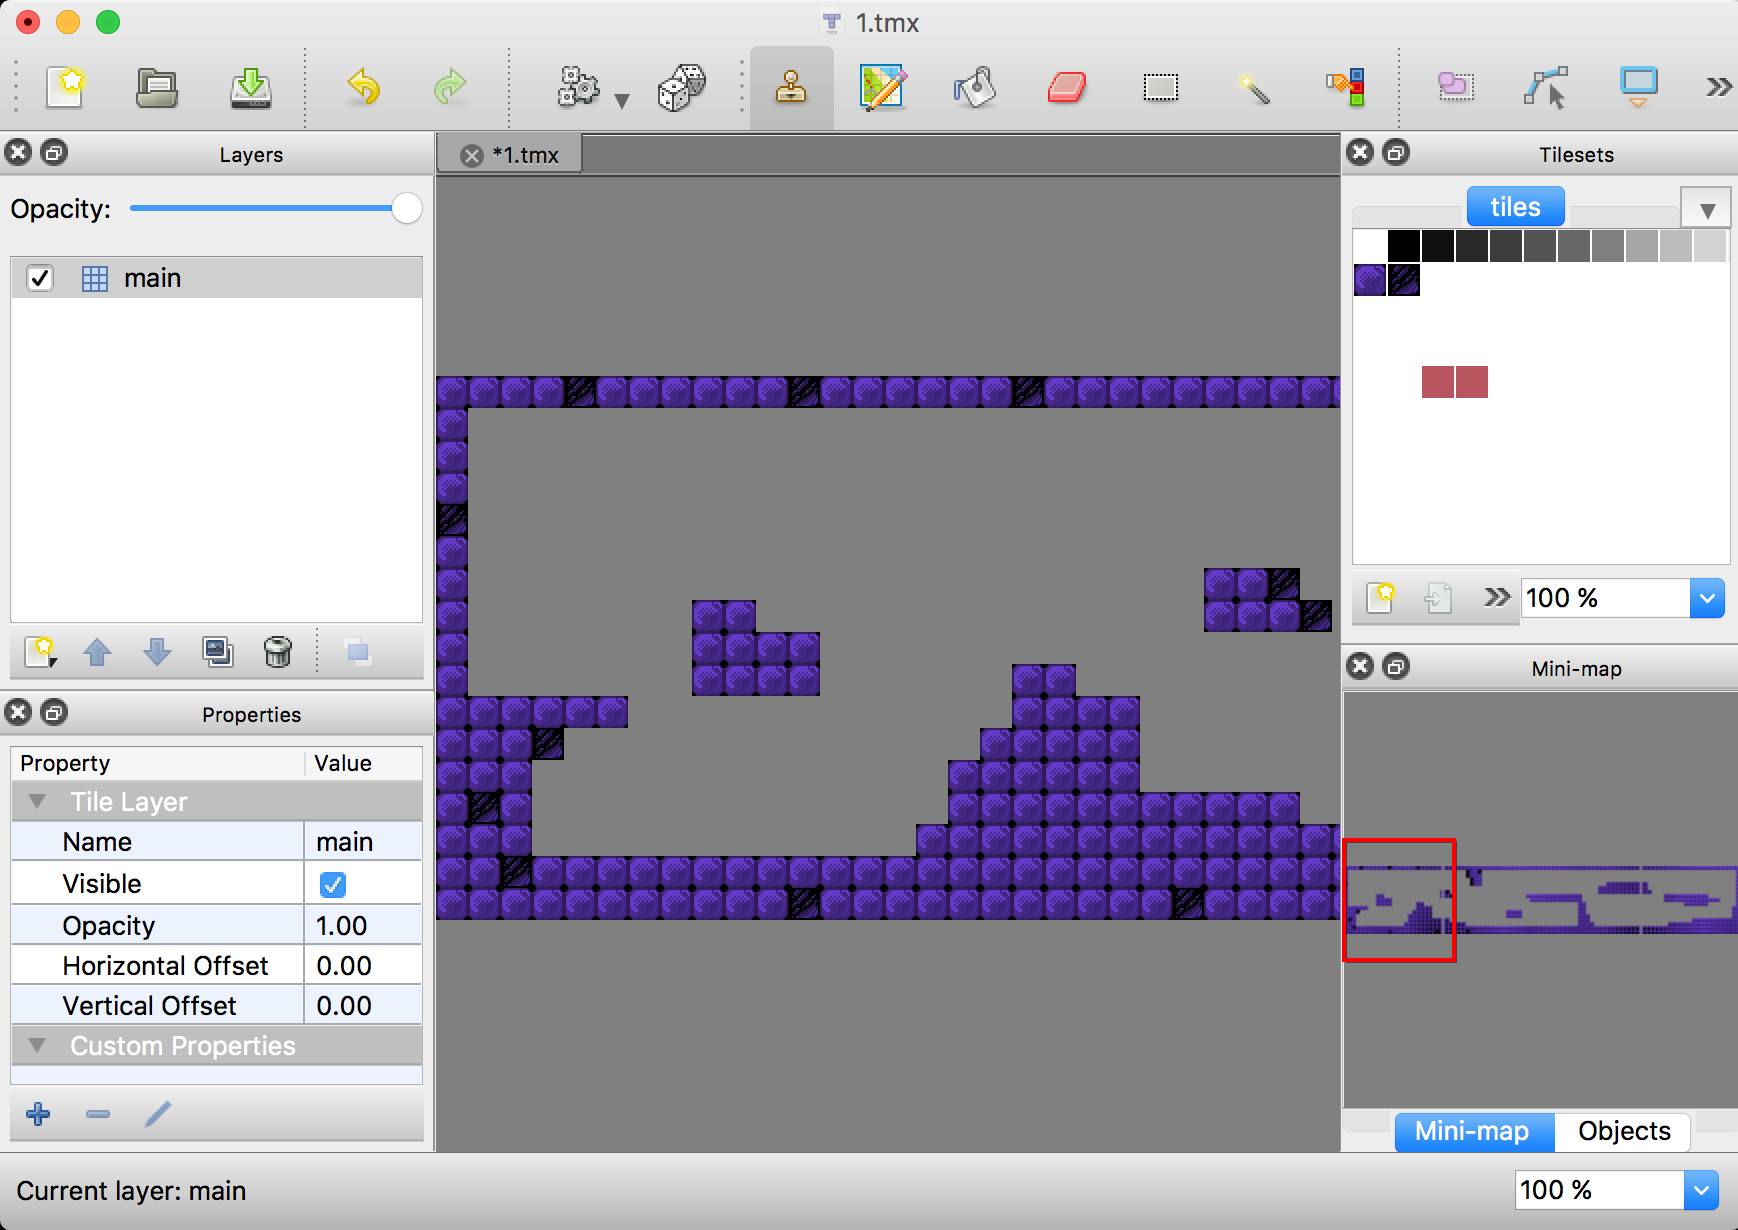 1.tmx
Layers
*1.tmx
Tilesets
Opacity:
tiles
main
100 %
Mini-map
Properties
Property Value
Tile Layer
Name main
Visible
Opacity 1.00
Horizontal Offset 0.00
Vertical Offset 0.00
Custom Properties
Mini-map Objects
Current layer: main
100 %